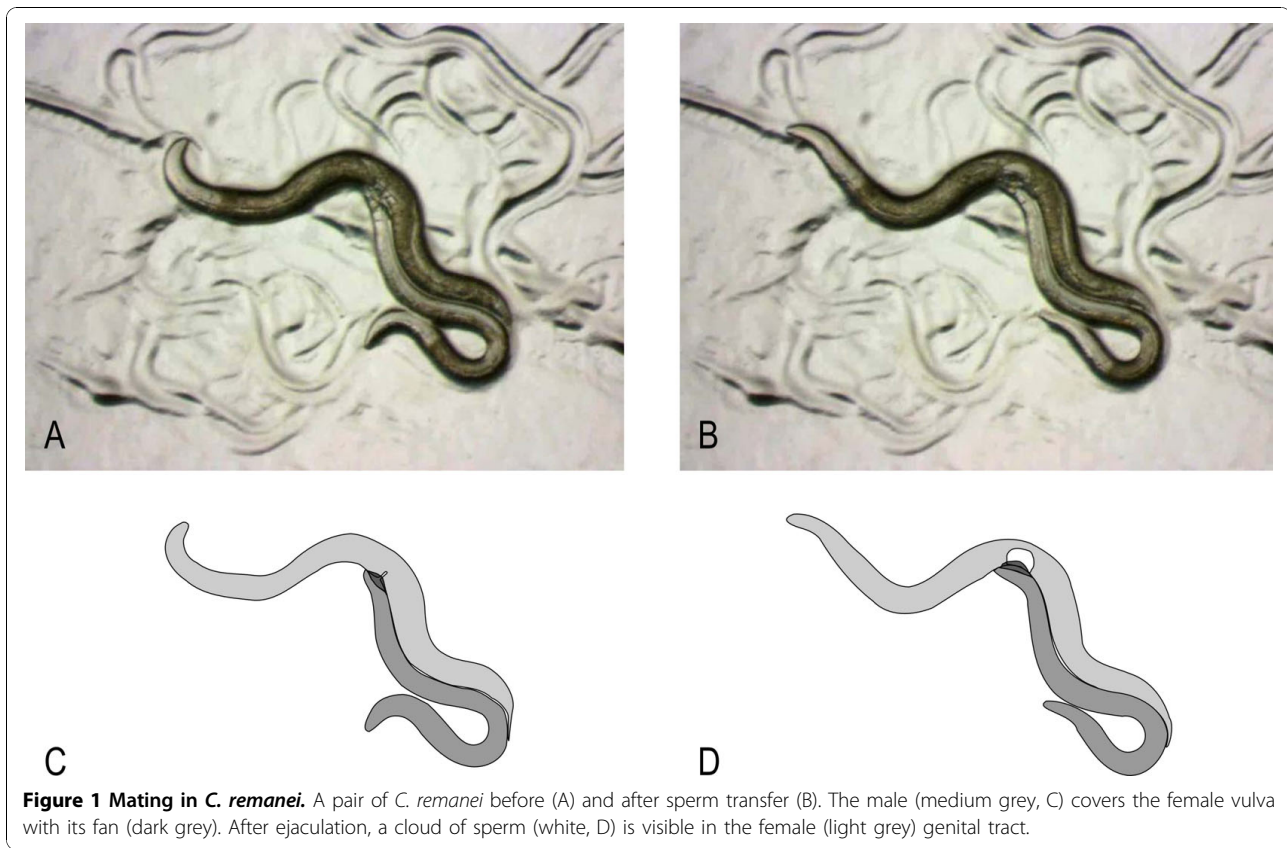 A
B
C
D
Figure 1 Mating in C. remanei. A pair of C. remanei before (A) and after sperm transfer (B). The male (medium grey, C) covers the female vulva
with its fan (dark grey). After ejaculation, a cloud of sperm (white, D) is visible in the female (light grey) genital tract.